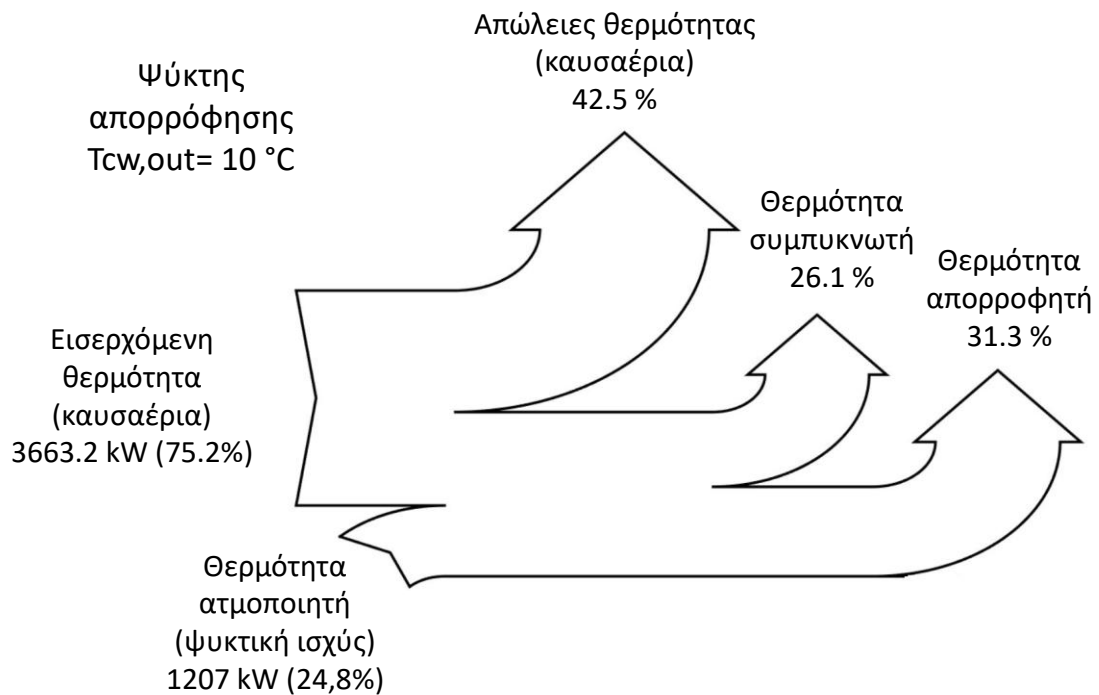 Απώλειες θερμότητας
(καυσαέρια)
42.5 %
Ψύκτης
απορρόφησης
Tcw,out= 10 °C
Θερμότητα
συμπυκνωτή
26.1 %
Θερμότητα
απορροφητή
31.3 %
Εισερχόμενη
θερμότητα
(καυσαέρια)
3663.2 kW (75.2%)
Θερμότητα
ατμοποιητή
(ψυκτική ισχύς)
1207 kW (24,8%)